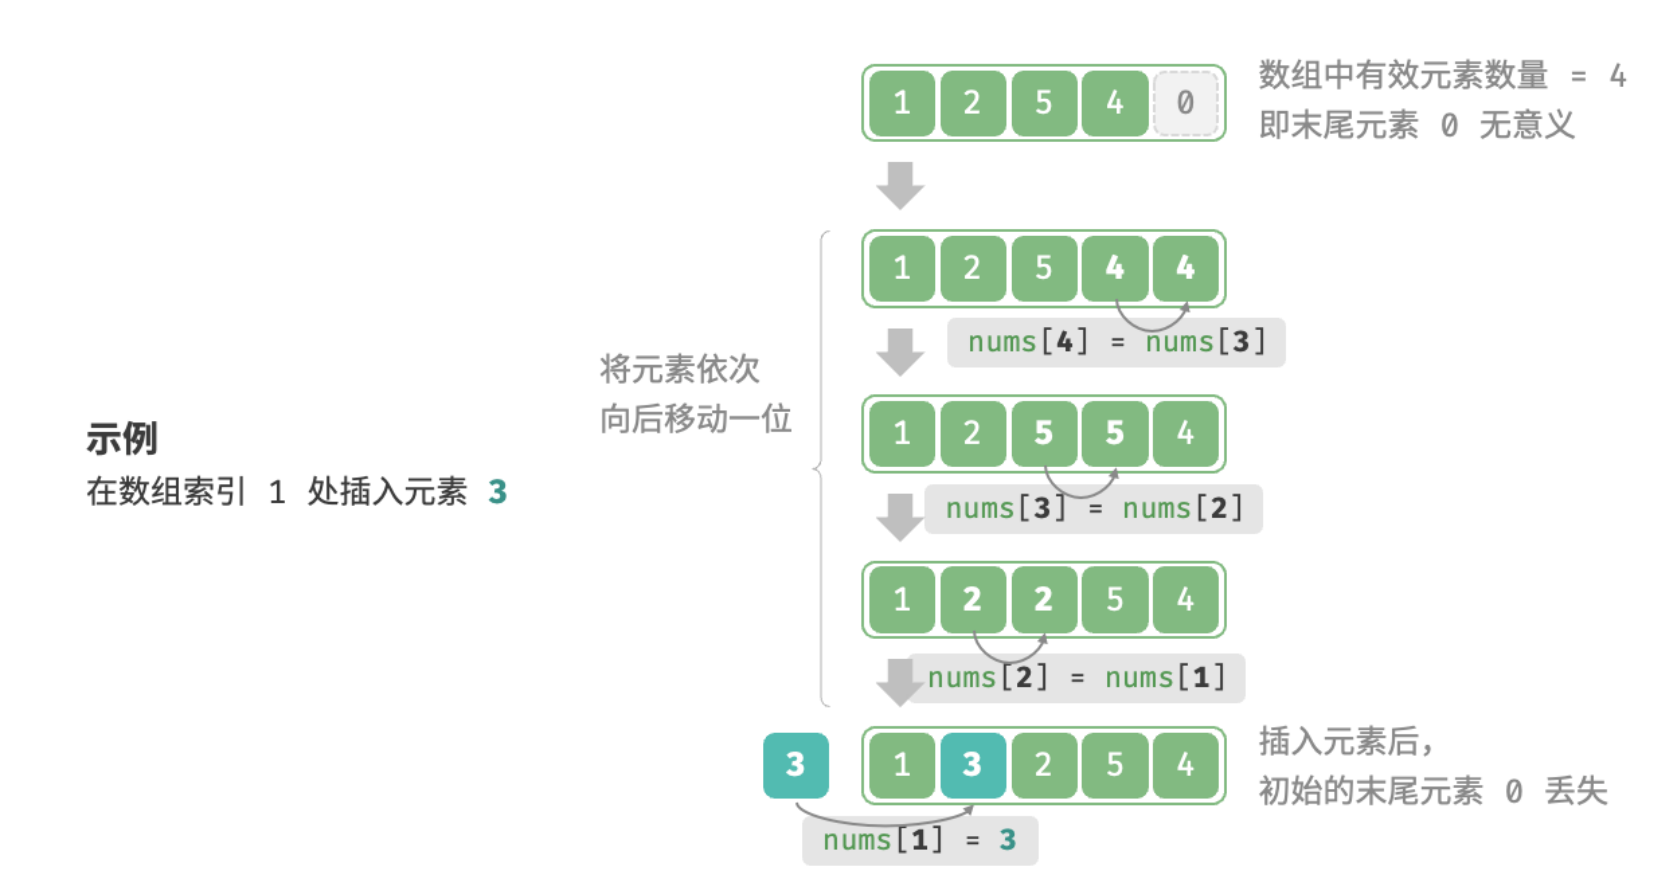 1 2 5 4 0
数组中有效元素数量 = 4
即末尾元素 0 无意义
1 2 5 4 4
nums[4] = nums[3]
将元素依次
向后移动一位
1 2 5 5 4
nums[3] = nums[2]
示例
在数组索引 1 处插入元素 3
1 2 2 5 4
nums[2] = nums[1]
3 1 3 2 5 4
nums[1] = 3
插入元素后，
初始的末尾元素 0 丢失